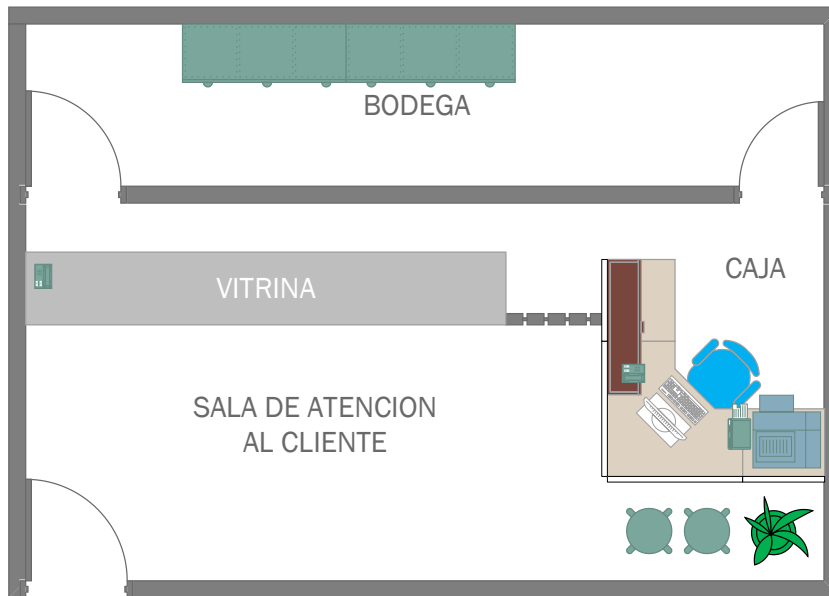 BODEGA
CAJA
VITRINA
SALA DE ATENCION
AL CLIENTE